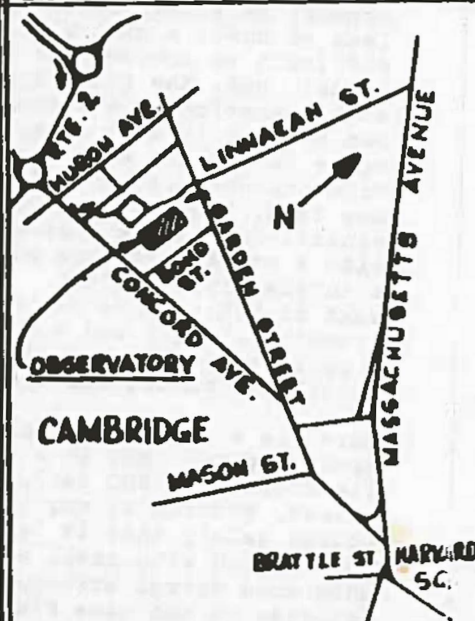 RTE. 2
HURON AVE.
LINNAEAN ST.
MASSACHUSETTS AVENUE
N
BOND
ST.
GARDEN STREET
CONCORD AVE.
OBSERVATORY
CAMBRIDGE
MASON ST.
BRATTLE ST
HARVARD
SQ.